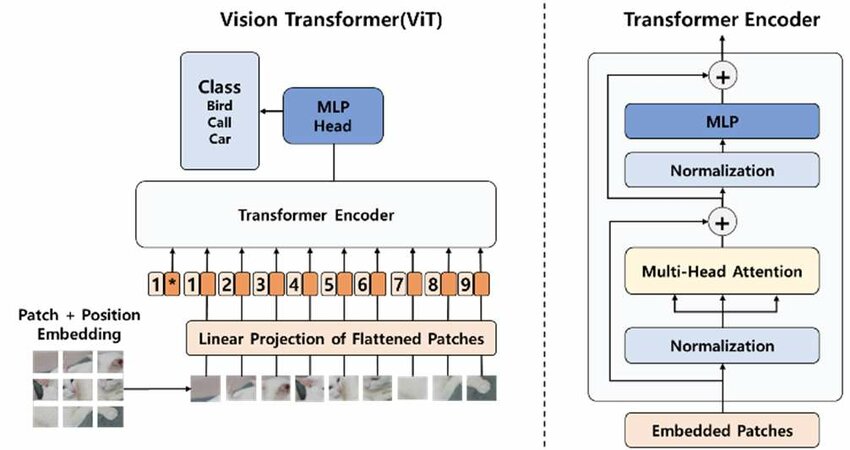 Vision Transformer(ViT)
Class
Bird
Call
Car
MLP
Head
Transformer Encoder
1 * 1 2 3 4 5 6 7 8 9
Patch + Position
Embedding
Linear Projection of Flattened Patches
Transformer Encoder
+
MLP
Normalization
+
Multi-Head Attention
Normalization
Embedded Patches